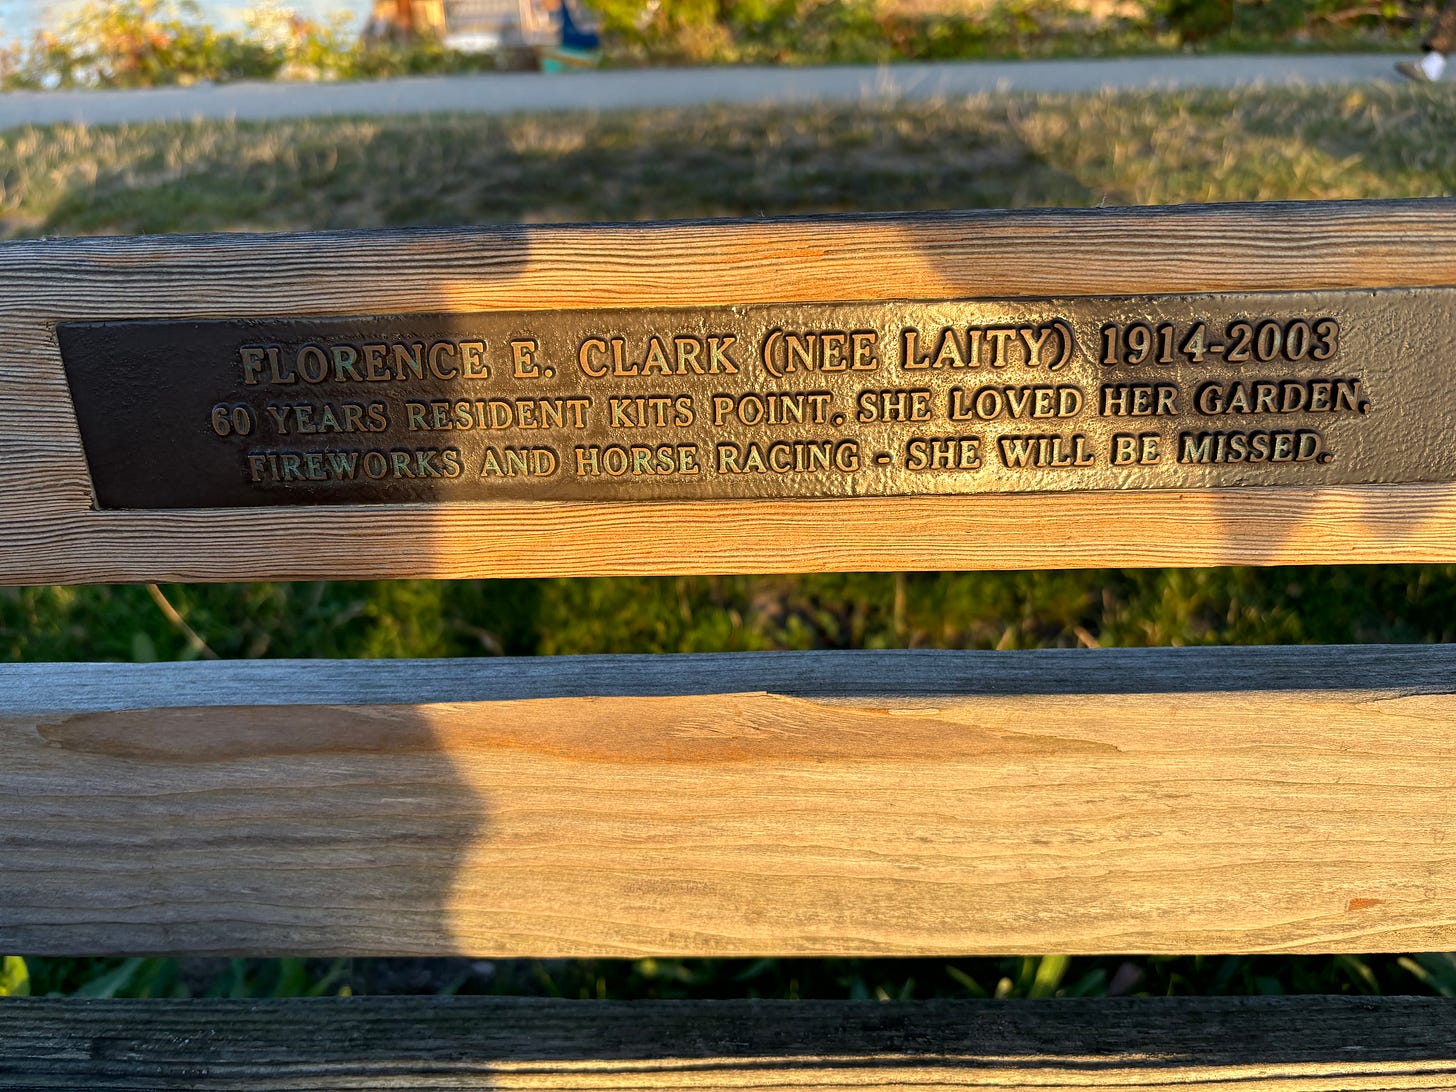 FLORENCE E. CLARK (NEE LAITY) 1914-2003
60 YEARS RESIDENT KITS POINT. SHE LOVED HER GARDEN,
FIREWORKS AND HORSE RACING - SHE WILL BE MISSED.